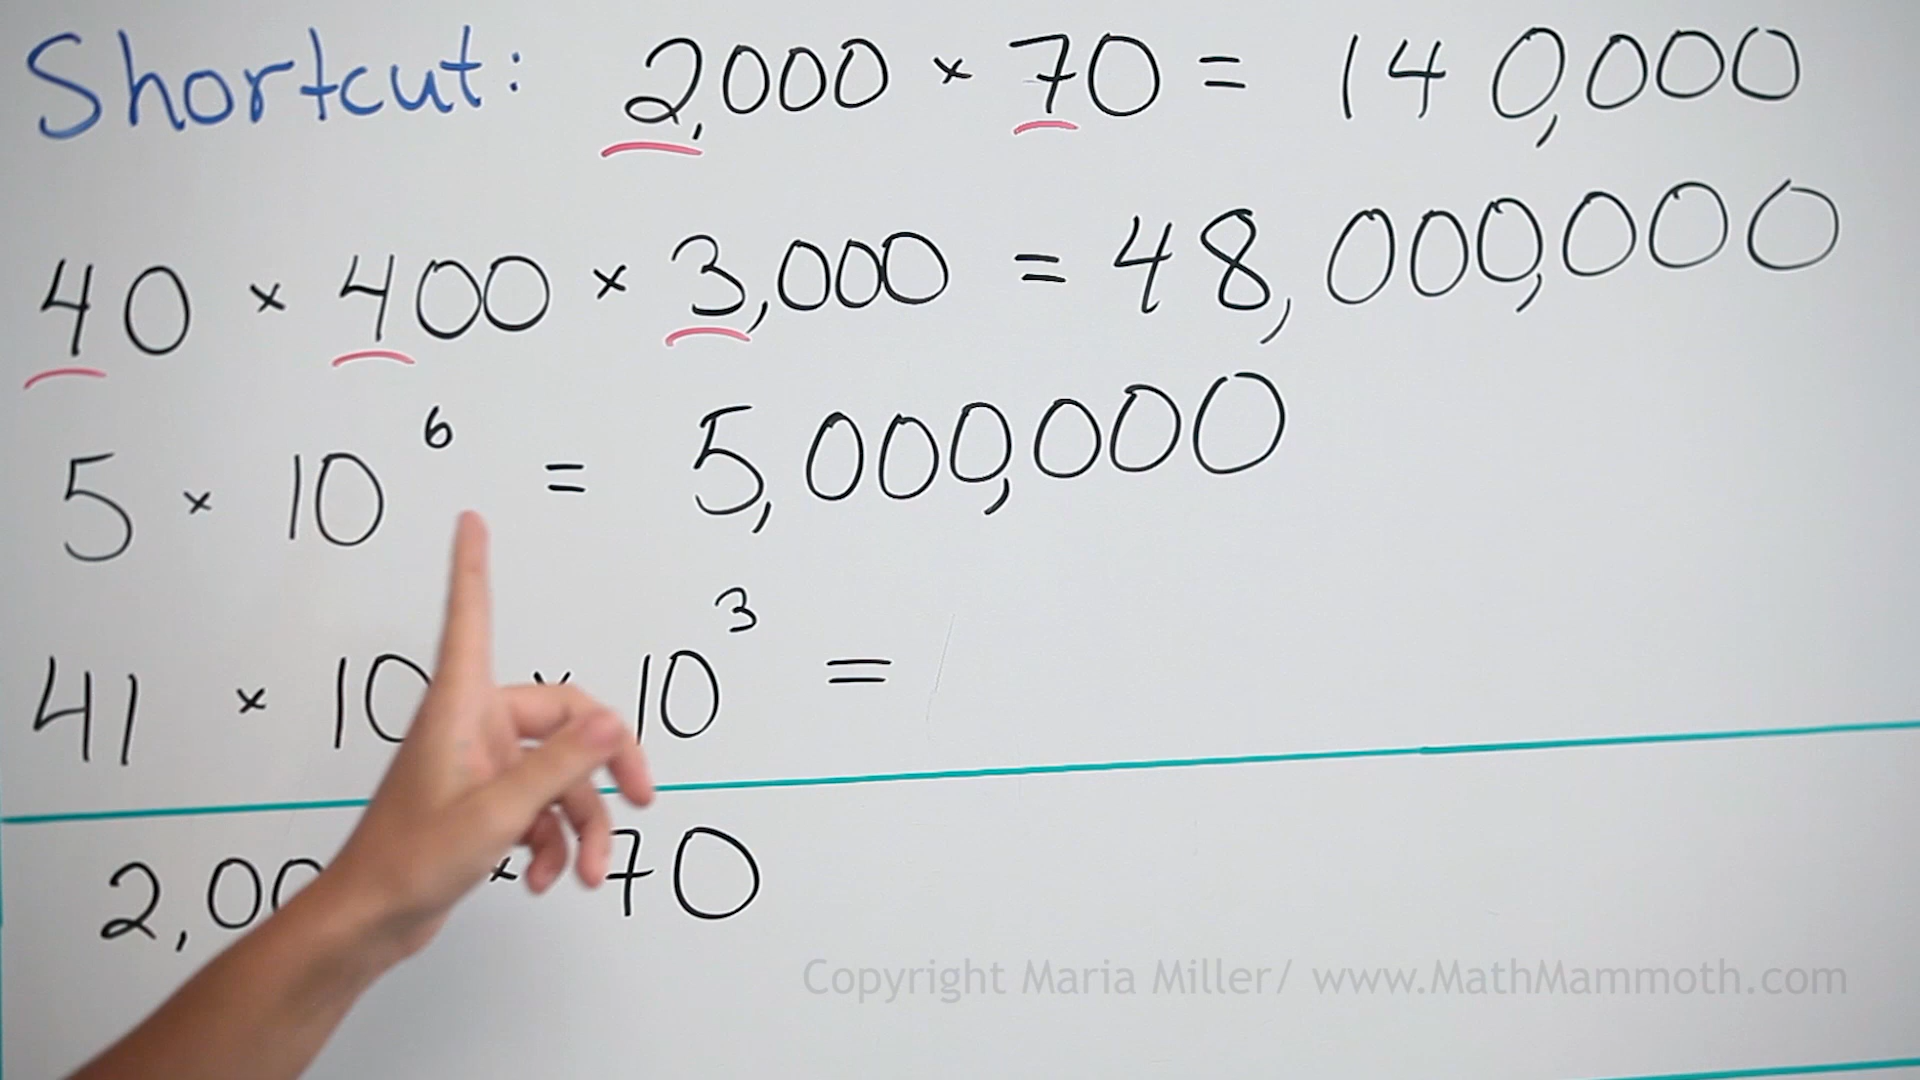 Shortcut: 2,000 × 70 = 140,000
40 × 400 × 3,000 = 48,000,000
5 × 10⁶ = 5,000,000
41 × 10 × 10³ =
2,00 × 70
Copyright Maria Miller/ www.MathMammoth.com